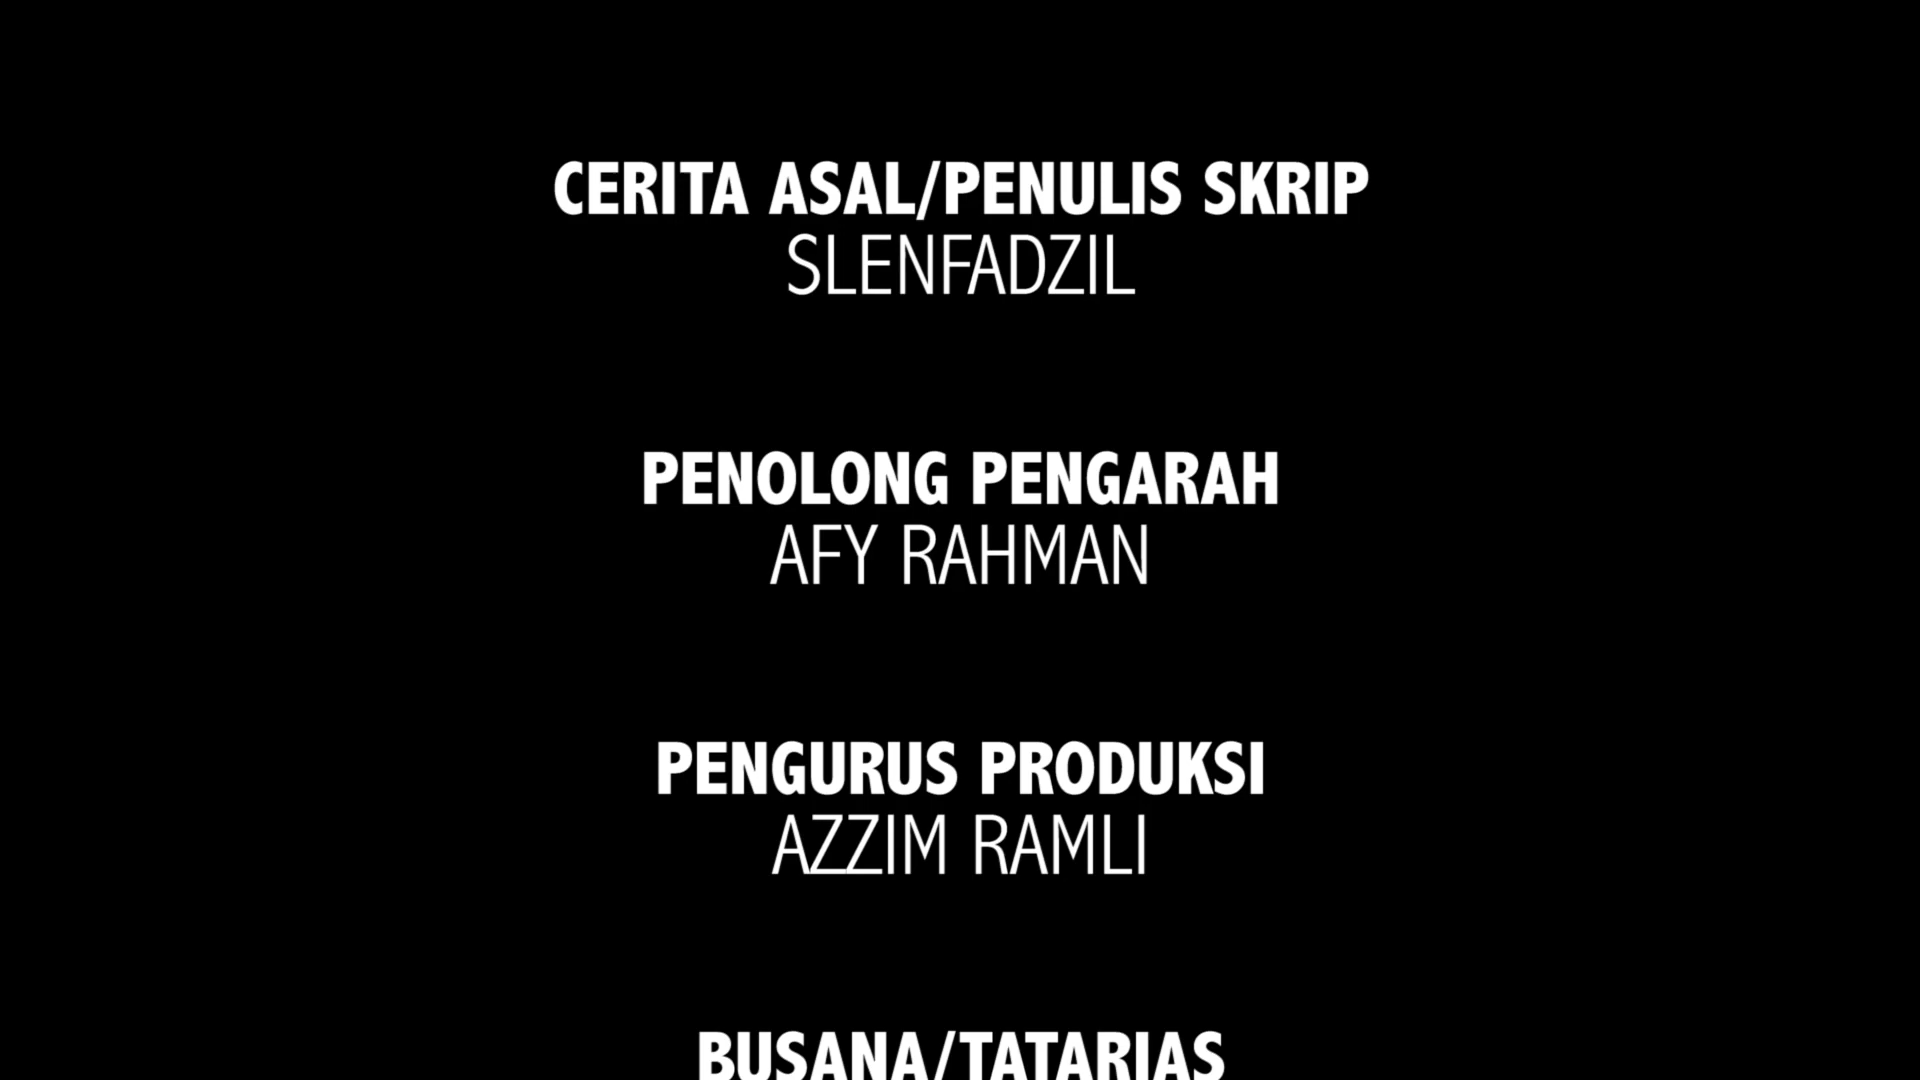 CERITA ASAL/PENULIS SKRIP
SLENFADZIL
PENOLONG PENGARAH
AFY RAHMAN
PENGURUS PRODUKSI
AZZIM RAMLI
BUSANA/TATARIAS